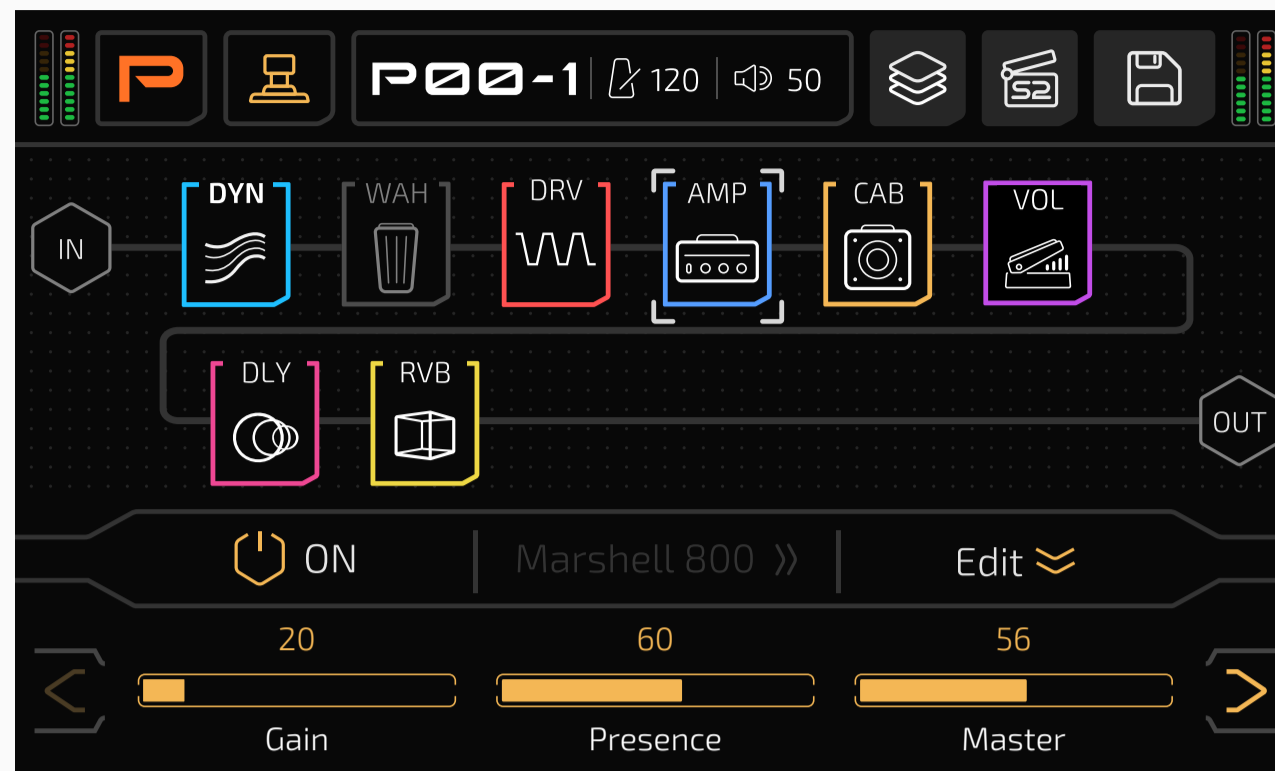 P00-1 120 50 S2
IN DYN WAH DRV AMP CAB VOL
DLY RVB OUT
ON Marshell 800 Edit
20 60 56
Gain Presence Master